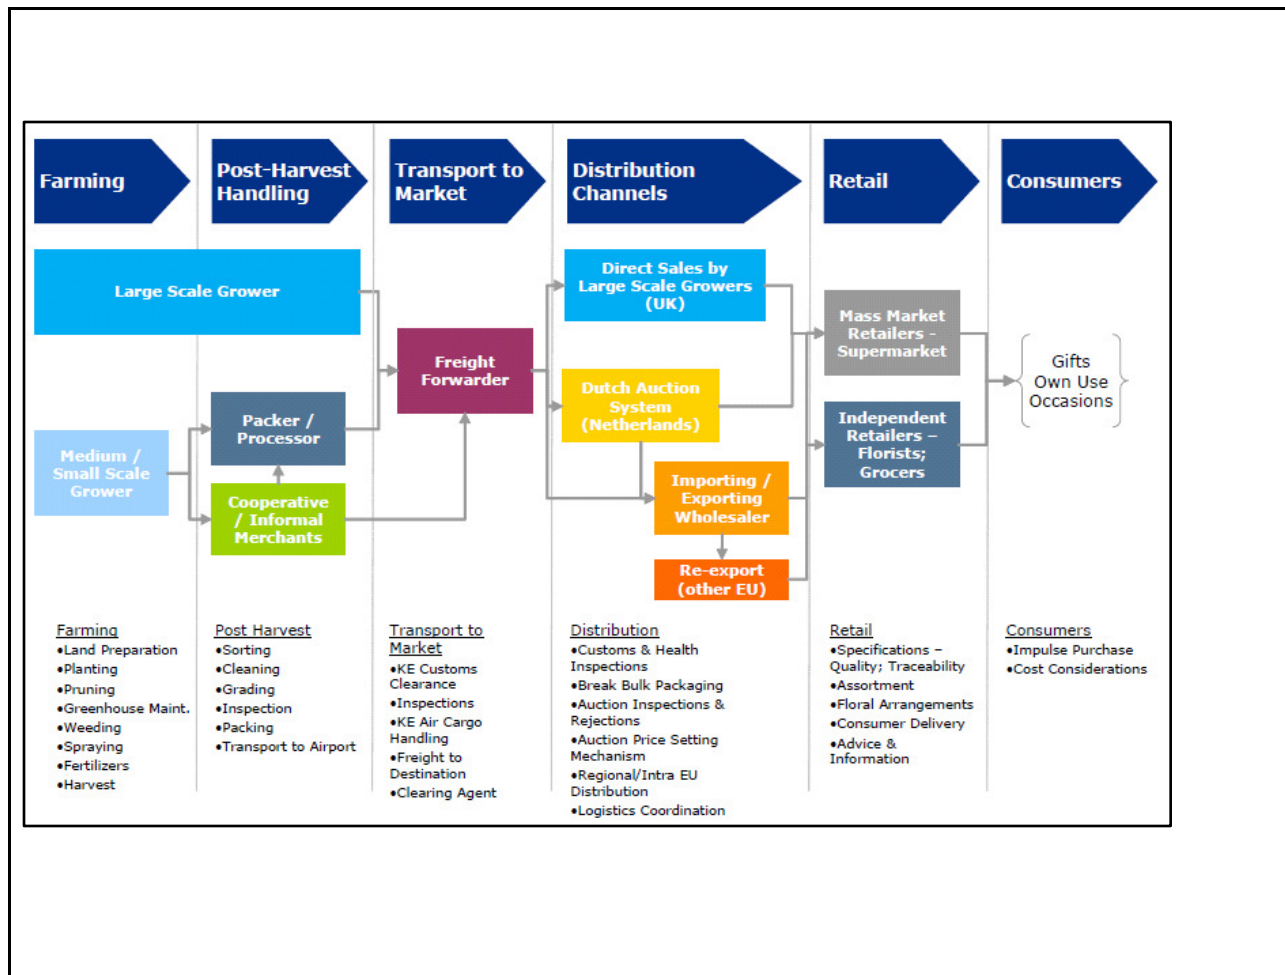 Farming
Post-Harvest
Handling
Transport to
Market
Distribution
Channels
Retail
Consumers
Large Scale Grower
Medium /
Small Scale
Grower
Packer /
Processor
Cooperative
/ Informal
Merchants
Freight
Forwarder
Direct Sales by
Large Scale Growers
(UK)
Dutch Auction
System
(Netherlands)
Importing /
Exporting
Wholesaler
Re-export
(other EU)
Mass Market
Retailers -
Supermarket
Independent
Retailers –
Florists;
Grocers
Gifts
Own Use
Occasions
Farming
•Land Preparation
•Planting
•Pruning
•Greenhouse Maint.
•Weeding
•Spraying
•Fertilizers
•Harvest
Post Harvest
•Sorting
•Cleaning
•Grading
•Inspection
•Packing
•Transport to Airport
Transport to
Market
•KE Customs
Clearance
•Inspections
•KE Air Cargo
Handling
•Freight to
Destination
•Clearing Agent
Distribution
•Customs & Health
Inspections
•Break Bulk Packaging
•Auction Inspections &
Rejections
•Auction Price Setting
Mechanism
•Regional/Intra EU
Distribution
•Logistics Coordination
Retail
•Specifications –
Quality; Traceability
•Assortment
•Floral Arrangements
•Consumer Delivery
•Advice &
Information
Consumers
•Impulse Purchase
•Cost Considerations